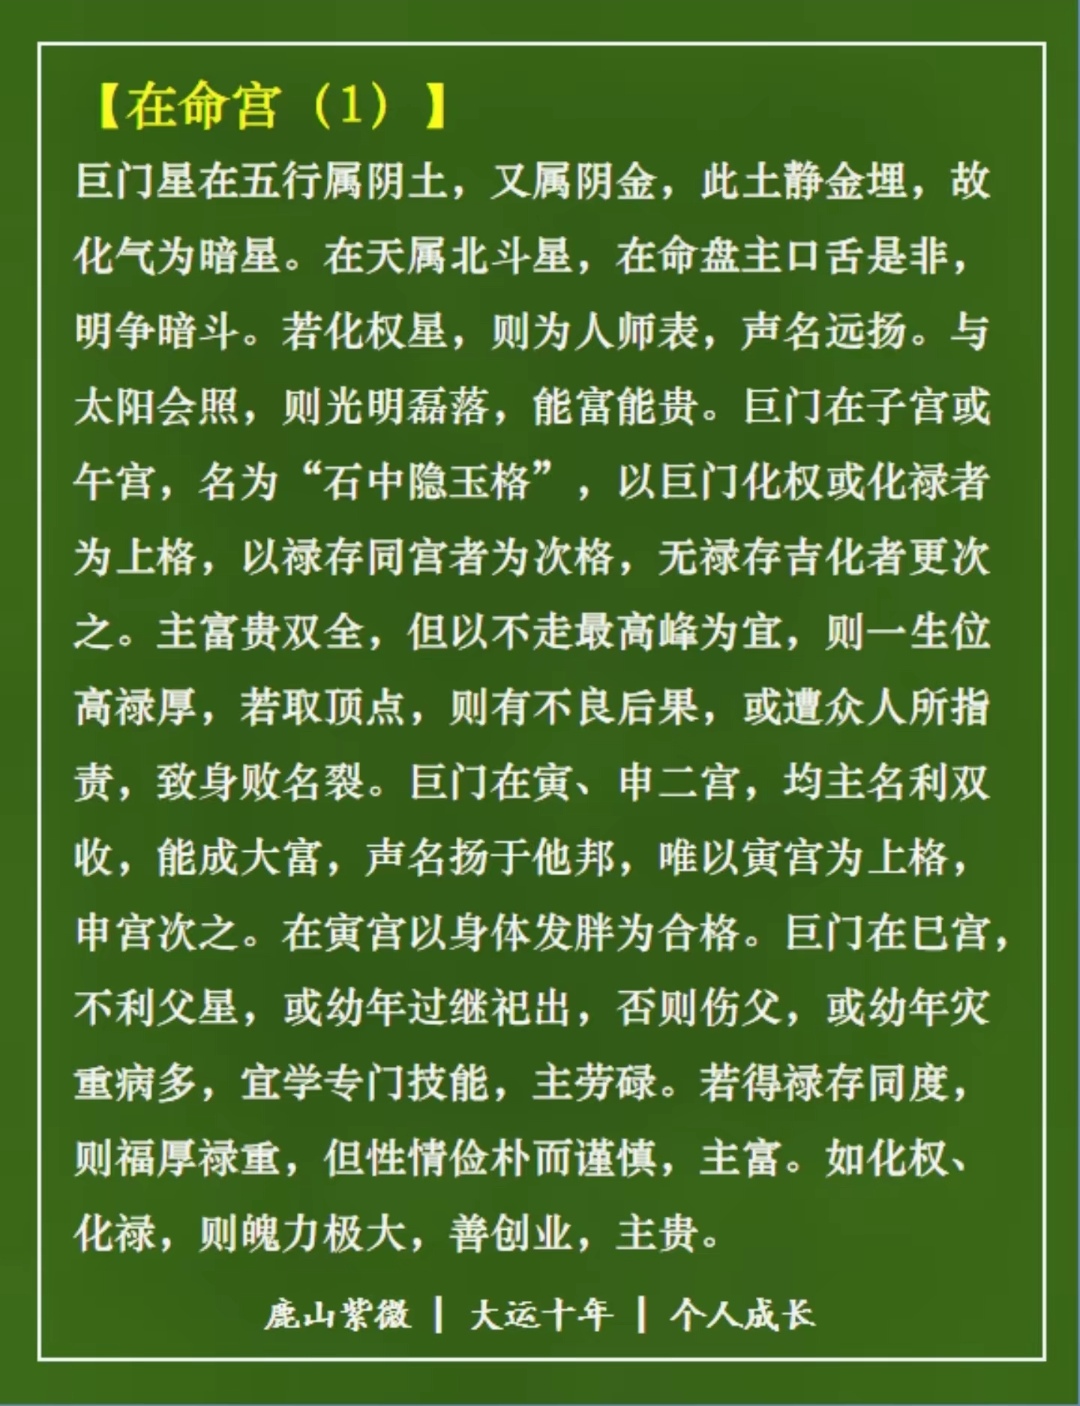 【在命宫（1）】
巨门星在五行属阴土，又属阴金，此土静金埋，故
化气为暗星。在天属北斗星，在命盘主口舌是非，
明争暗斗。若化权星，则为人师表，声名远扬。与
太阳会照，则光明磊落，能富能贵。巨门在子宫或
午宫，名为“石中隐玉格”，以巨门化权或化禄者
为上格，以禄存同宫者为次格，无禄存吉化者更次
之。主富贵双全，但以不走最高峰为宜，则一生位
高禄厚，若取顶点，则有不良后果，或遭众人所指
责，致身败名裂。巨门在寅、申二宫，均主名利双
收，能成大富，声名扬于他邦，唯以寅宫为上格，
申宫次之。在寅宫以身体发胖为合格。巨门在巳宫，
不利父星，或幼年过继祀出，否则伤父，或幼年灾
重病多，宜学专门技能，主劳碌。若得禄存同度，
则福厚禄重，但性情俭朴而谨慎，主富。如化权、
化禄，则魄力极大，善创业，主贵。
鹿山紫微 | 大运十年 | 个人成长